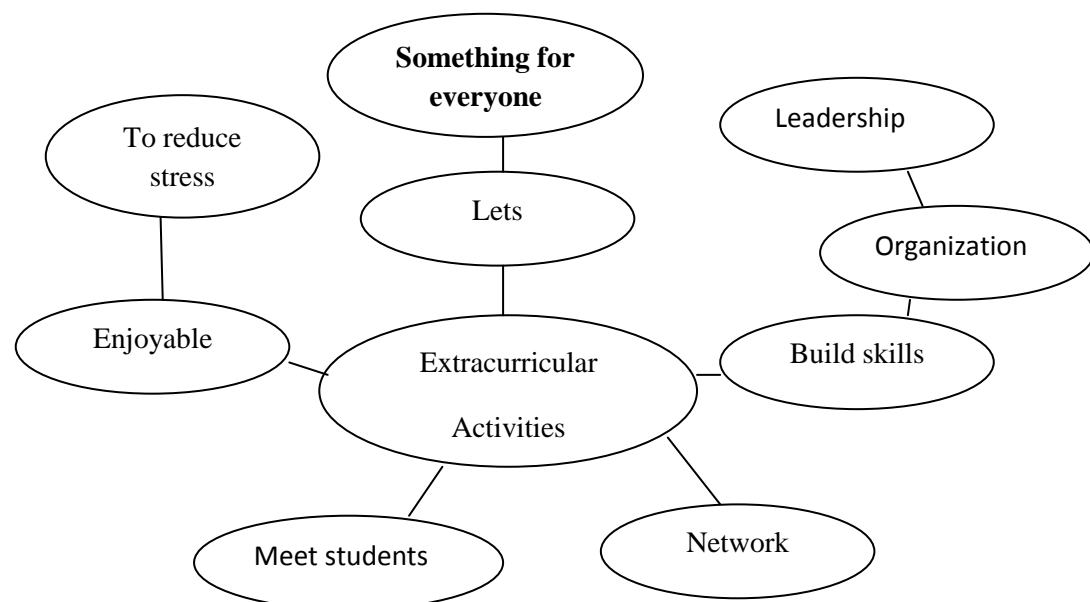 Something for
everyone
To reduce
stress
Leadership
Lets
Organization
Enjoyable
Extracurricular
Activities
Build skills
Meet students
Network